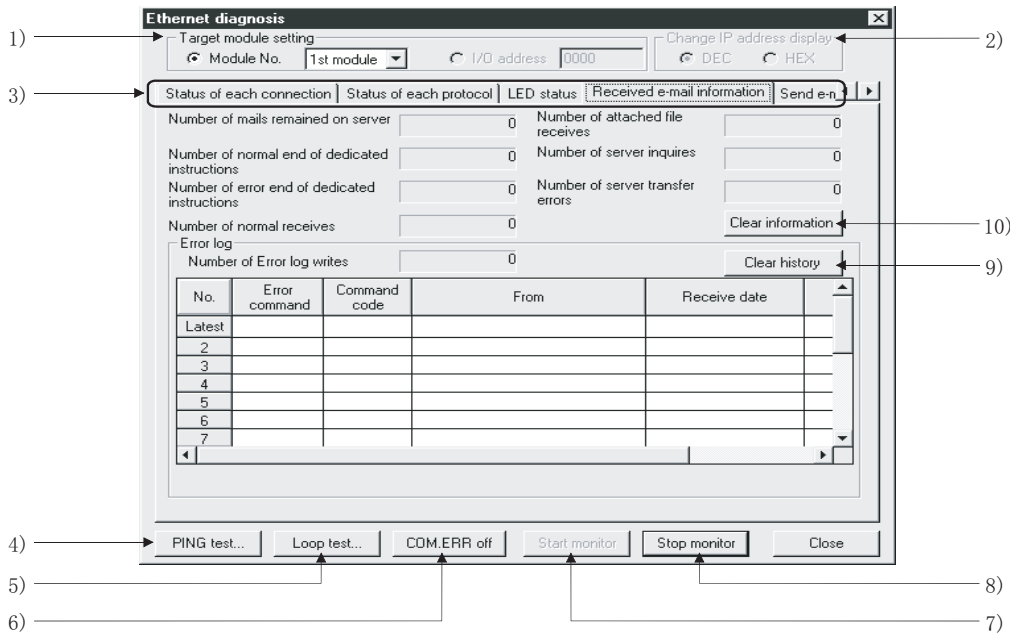 Ethernet diagnosis
1)
Target module setting
Change IP address display
2)
Module No.
1st module
I/O address
0000
DEC
HEX
3)
Status of each connection
Status of each protocol
LED status
Received e-mail information
Send e-m
Number of mails remained on server
0
Number of attached file
receives
0
Number of normal end of dedicated
instructions
0
Number of server inquires
0
Number of error end of dedicated
instructions
0
Number of server transfer
errors
0
Number of normal receives
0
Clear information
10)
Error log
Number of Error log writes
0
Clear history
9)
No.
Error
command
Command
code
From
Receive date
Latest
2
3
4
5
6
7
4)
PING test...
Loop test...
COM.ERR off
Start monitor
Stop monitor
Close
5)
8)
6)
7)